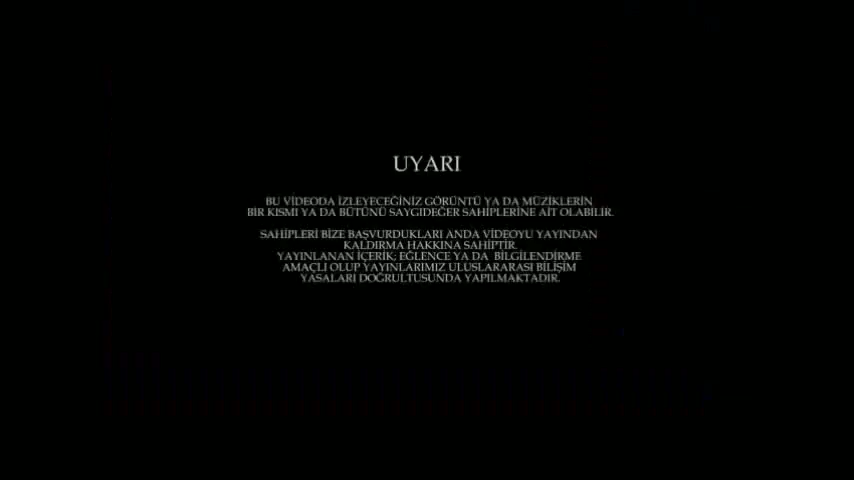 UYARI
BU VİDEODA İZLEYECEĞİNİZ GÖRÜNTÜ YA DA MÜZİKLERİN
BİR KISMI YA DA BÜTÜNÜ SAYGIDEĞER SAHİPLERİNE AİT OLABİLİR.
SAHİPLERİ BİZE BAŞVURDUKLARI ANDA VİDEOYU YAYINDAN
KALDIRMA HAKKINA SAHİPTİR.
YAYINLANAN İÇERİK; EĞLENCE YA DA BİLGİLENDİRME
AMAÇLI OLUP YAYINLARIMIZ ULUSLARARASI BİLİŞİM
YASALARI DOĞRULTUSUNDA YAPILMAKTADIR.